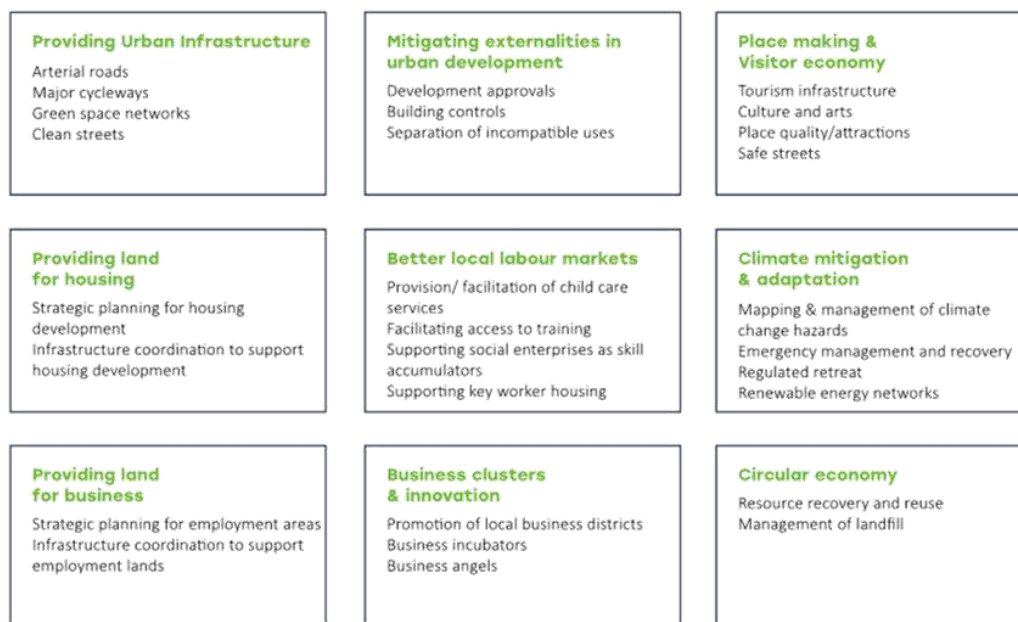 Providing Urban Infrastructure
Arterial roads
Major cycleways
Green space networks
Clean streets
Mitigating externalities in
urban development
Development approvals
Building controls
Separation of incompatible uses
Place making &
Visitor economy
Tourism infrastructure
Culture and arts
Place quality/attractions
Safe streets
Providing land
for housing
Strategic planning for housing
development
Infrastructure coordination to support
housing development
Better local labour markets
Provision/ facilitation of child care
services
Facilitating access to training
Supporting social enterprises as skill
accumulators
Supporting key worker housing
Climate mitigation
& adaptation
Mapping & management of climate
change hazards
Emergency management and recovery
Regulated retreat
Renewable energy networks
Providing land
for business
Strategic planning for employment areas
Infrastructure coordination to support
employment lands
Business clusters
& innovation
Promotion of local business districts
Business incubators
Business angels
Circular economy
Resource recovery and reuse
Management of landfill